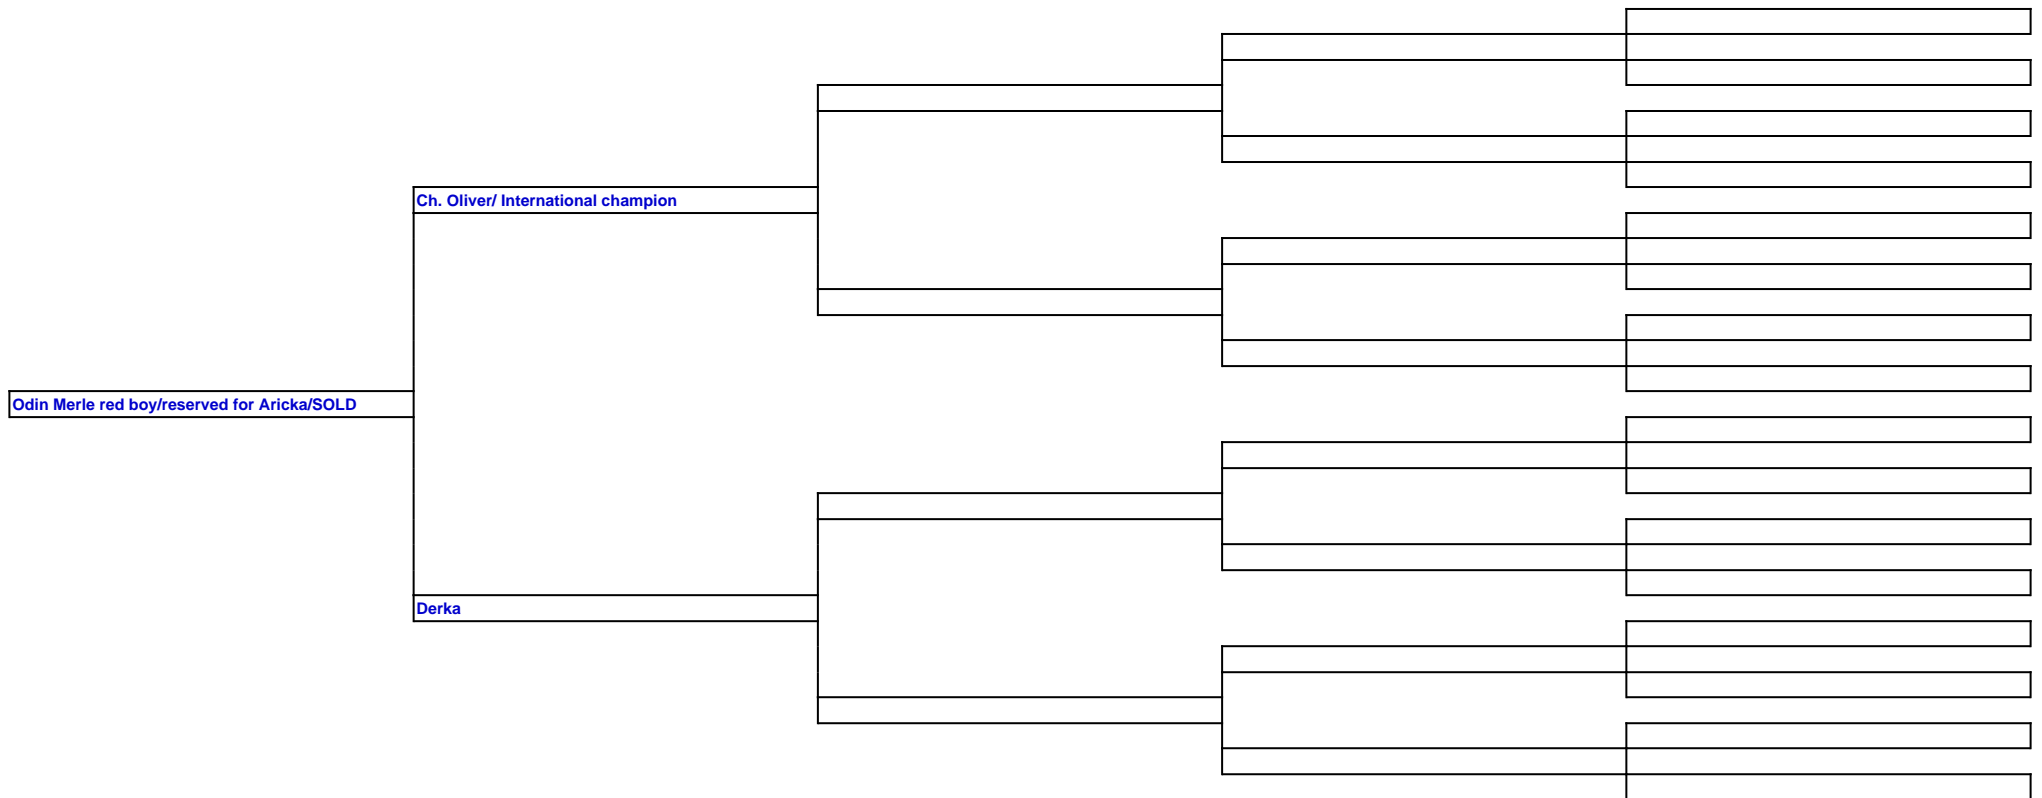 Ch. Oliver/ International champion
Odin Merle red boy/reserved for Aricka/SOLD
Derka